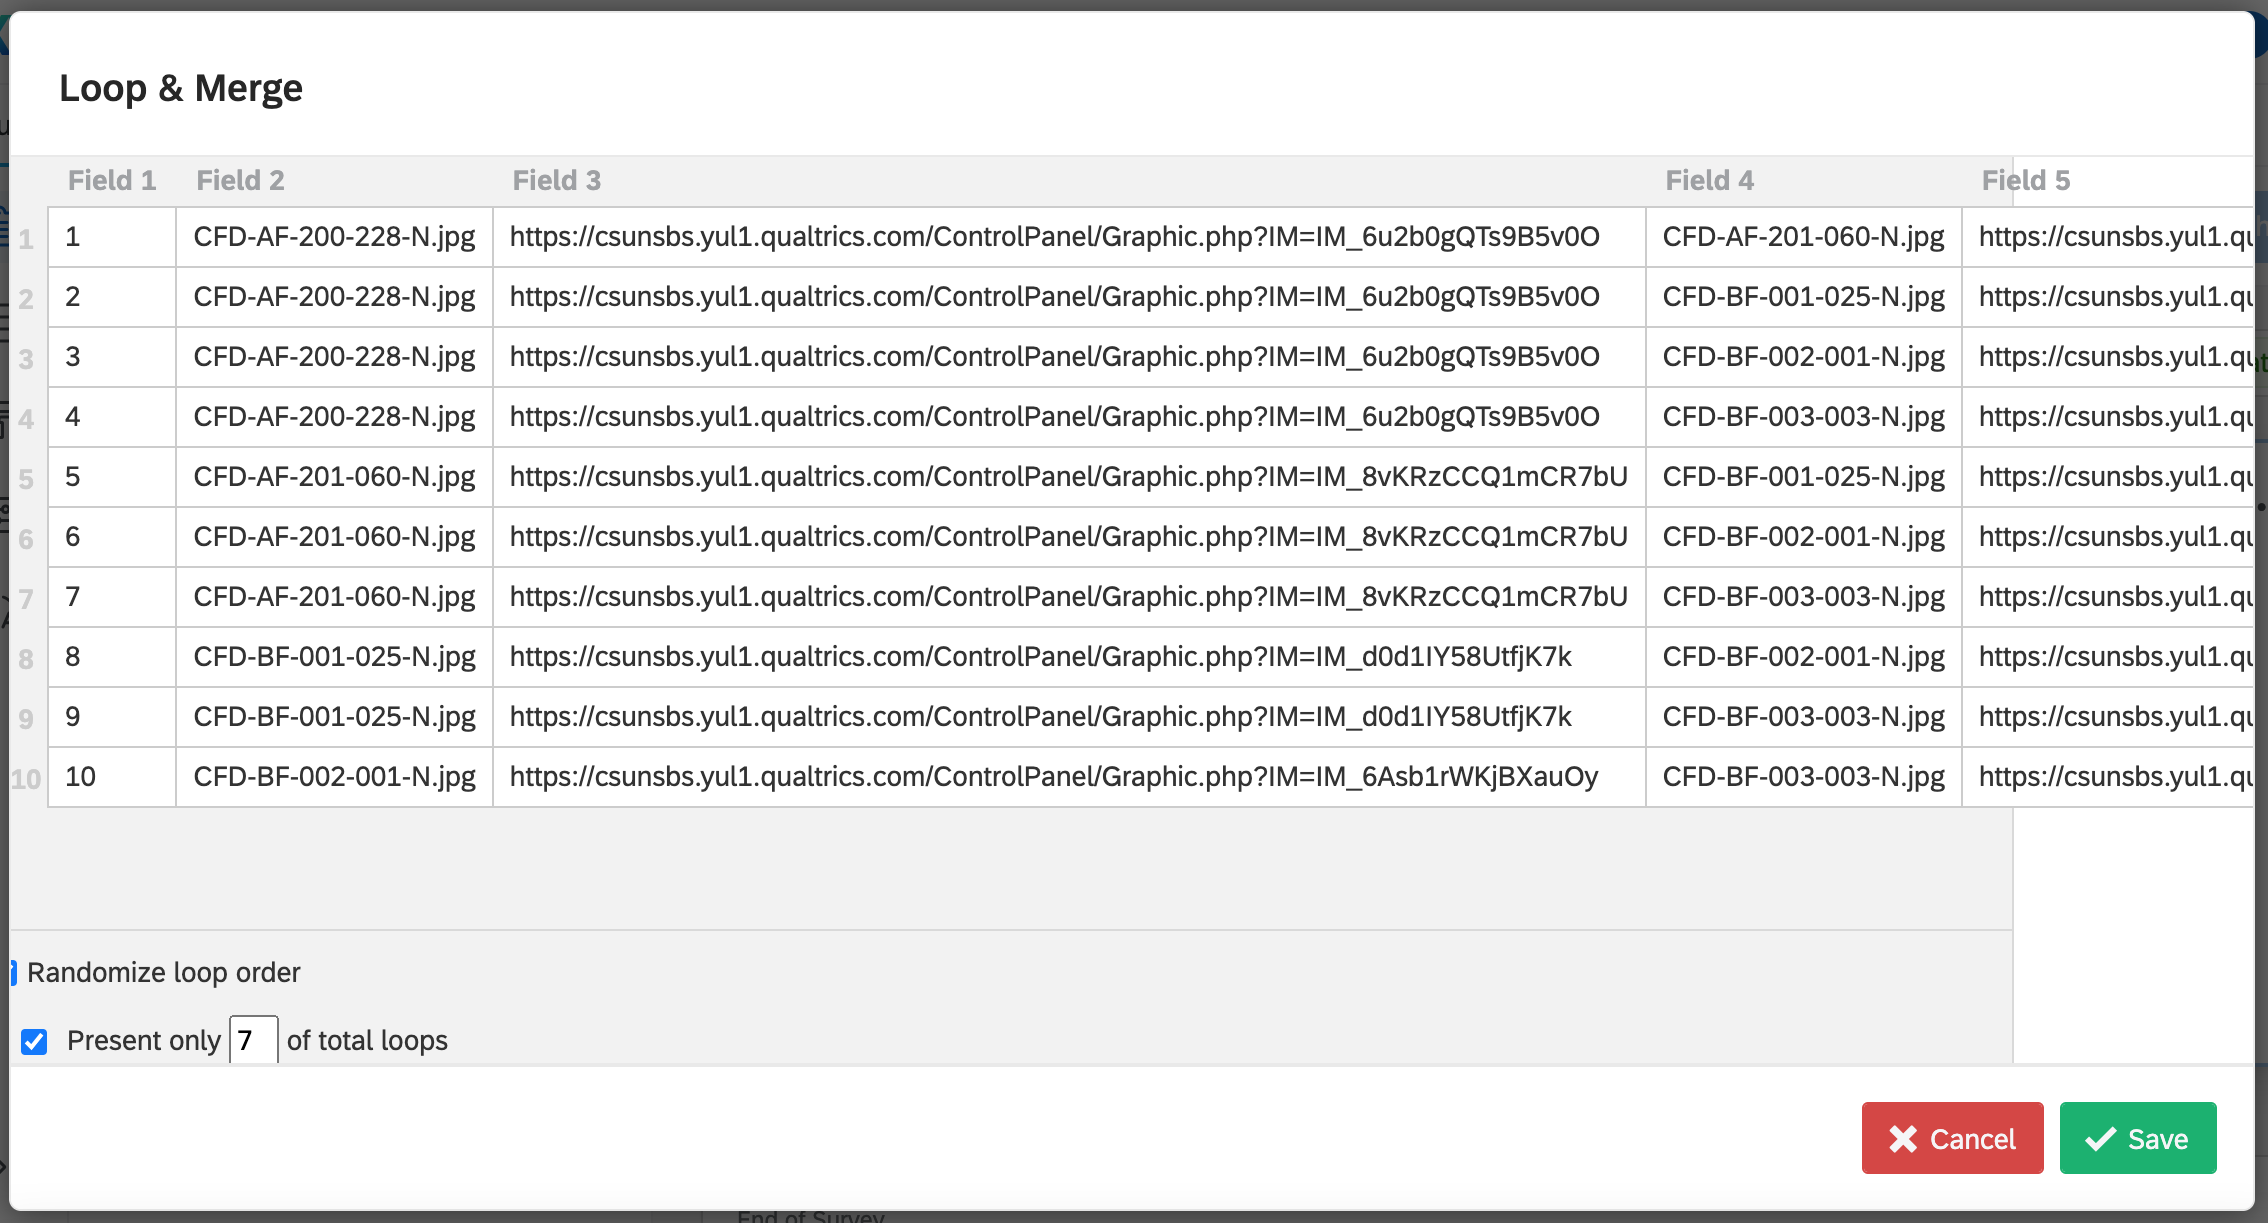 Loop & Merge
Field 1 Field 2 Field 3 Field 4 Field 5
1 1 CFD-AF-200-228-N.jpg https://csunsbs.yul1.qualtrics.com/ControlPanel/Graphic.php?IM=IM_6u2b0gQTs9B5v0O CFD-AF-201-060-N.jpg https://csunsbs.yul1.qu
2 2 CFD-AF-200-228-N.jpg https://csunsbs.yul1.qualtrics.com/ControlPanel/Graphic.php?IM=IM_6u2b0gQTs9B5v0O CFD-BF-001-025-N.jpg https://csunsbs.yul1.qu
3 3 CFD-AF-200-228-N.jpg https://csunsbs.yul1.qualtrics.com/ControlPanel/Graphic.php?IM=IM_6u2b0gQTs9B5v0O CFD-BF-002-001-N.jpg https://csunsbs.yul1.qu
4 4 CFD-AF-200-228-N.jpg https://csunsbs.yul1.qualtrics.com/ControlPanel/Graphic.php?IM=IM_6u2b0gQTs9B5v0O CFD-BF-003-003-N.jpg https://csunsbs.yul1.qu
5 5 CFD-AF-201-060-N.jpg https://csunsbs.yul1.qualtrics.com/ControlPanel/Graphic.php?IM=IM_8vKRzCCQ1mCR7bU CFD-BF-001-025-N.jpg https://csunsbs.yul1.qu
6 6 CFD-AF-201-060-N.jpg https://csunsbs.yul1.qualtrics.com/ControlPanel/Graphic.php?IM=IM_8vKRzCCQ1mCR7bU CFD-BF-002-001-N.jpg https://csunsbs.yul1.qu
7 7 CFD-AF-201-060-N.jpg https://csunsbs.yul1.qualtrics.com/ControlPanel/Graphic.php?IM=IM_8vKRzCCQ1mCR7bU CFD-BF-003-003-N.jpg https://csunsbs.yul1.qu
8 8 CFD-BF-001-025-N.jpg https://csunsbs.yul1.qualtrics.com/ControlPanel/Graphic.php?IM=IM_d0d1IY58UtfjK7k CFD-BF-002-001-N.jpg https://csunsbs.yul1.qu
9 9 CFD-BF-001-025-N.jpg https://csunsbs.yul1.qualtrics.com/ControlPanel/Graphic.php?IM=IM_d0d1IY58UtfjK7k CFD-BF-003-003-N.jpg https://csunsbs.yul1.qu
10 10 CFD-BF-002-001-N.jpg https://csunsbs.yul1.qualtrics.com/ControlPanel/Graphic.php?IM=IM_6Asb1rWKjBXauOy CFD-BF-003-003-N.jpg https://csunsbs.yul1.qu
Randomize loop order
Present only 7 of total loops
Cancel Save
End of Survey